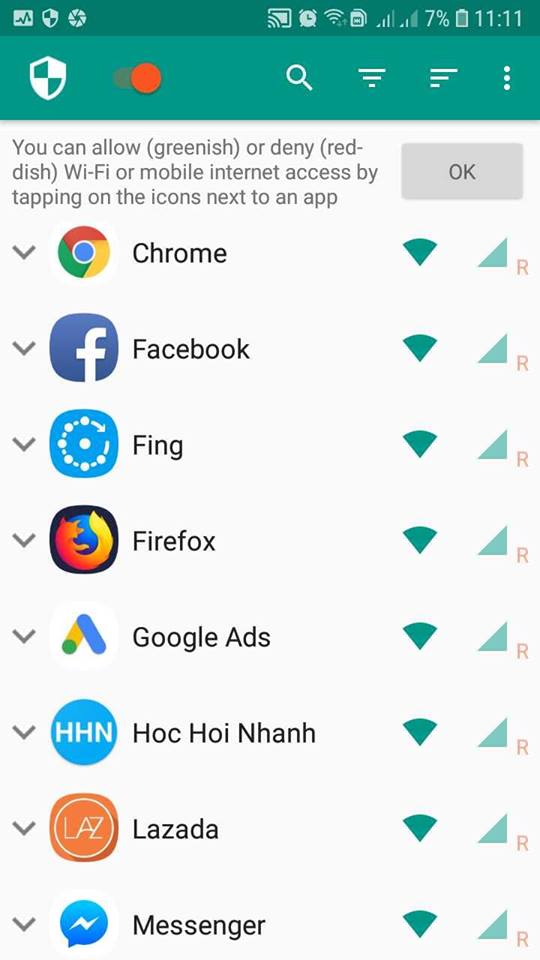 7% 11:11
You can allow (greenish) or deny (red-
dish) Wi-Fi or mobile internet access by
tapping on the icons next to an app
OK
Chrome R
Facebook R
Fing R
Firefox R
Google Ads R
HHN Hoc Hoi Nhanh R
LAZ Lazada R
Messenger R